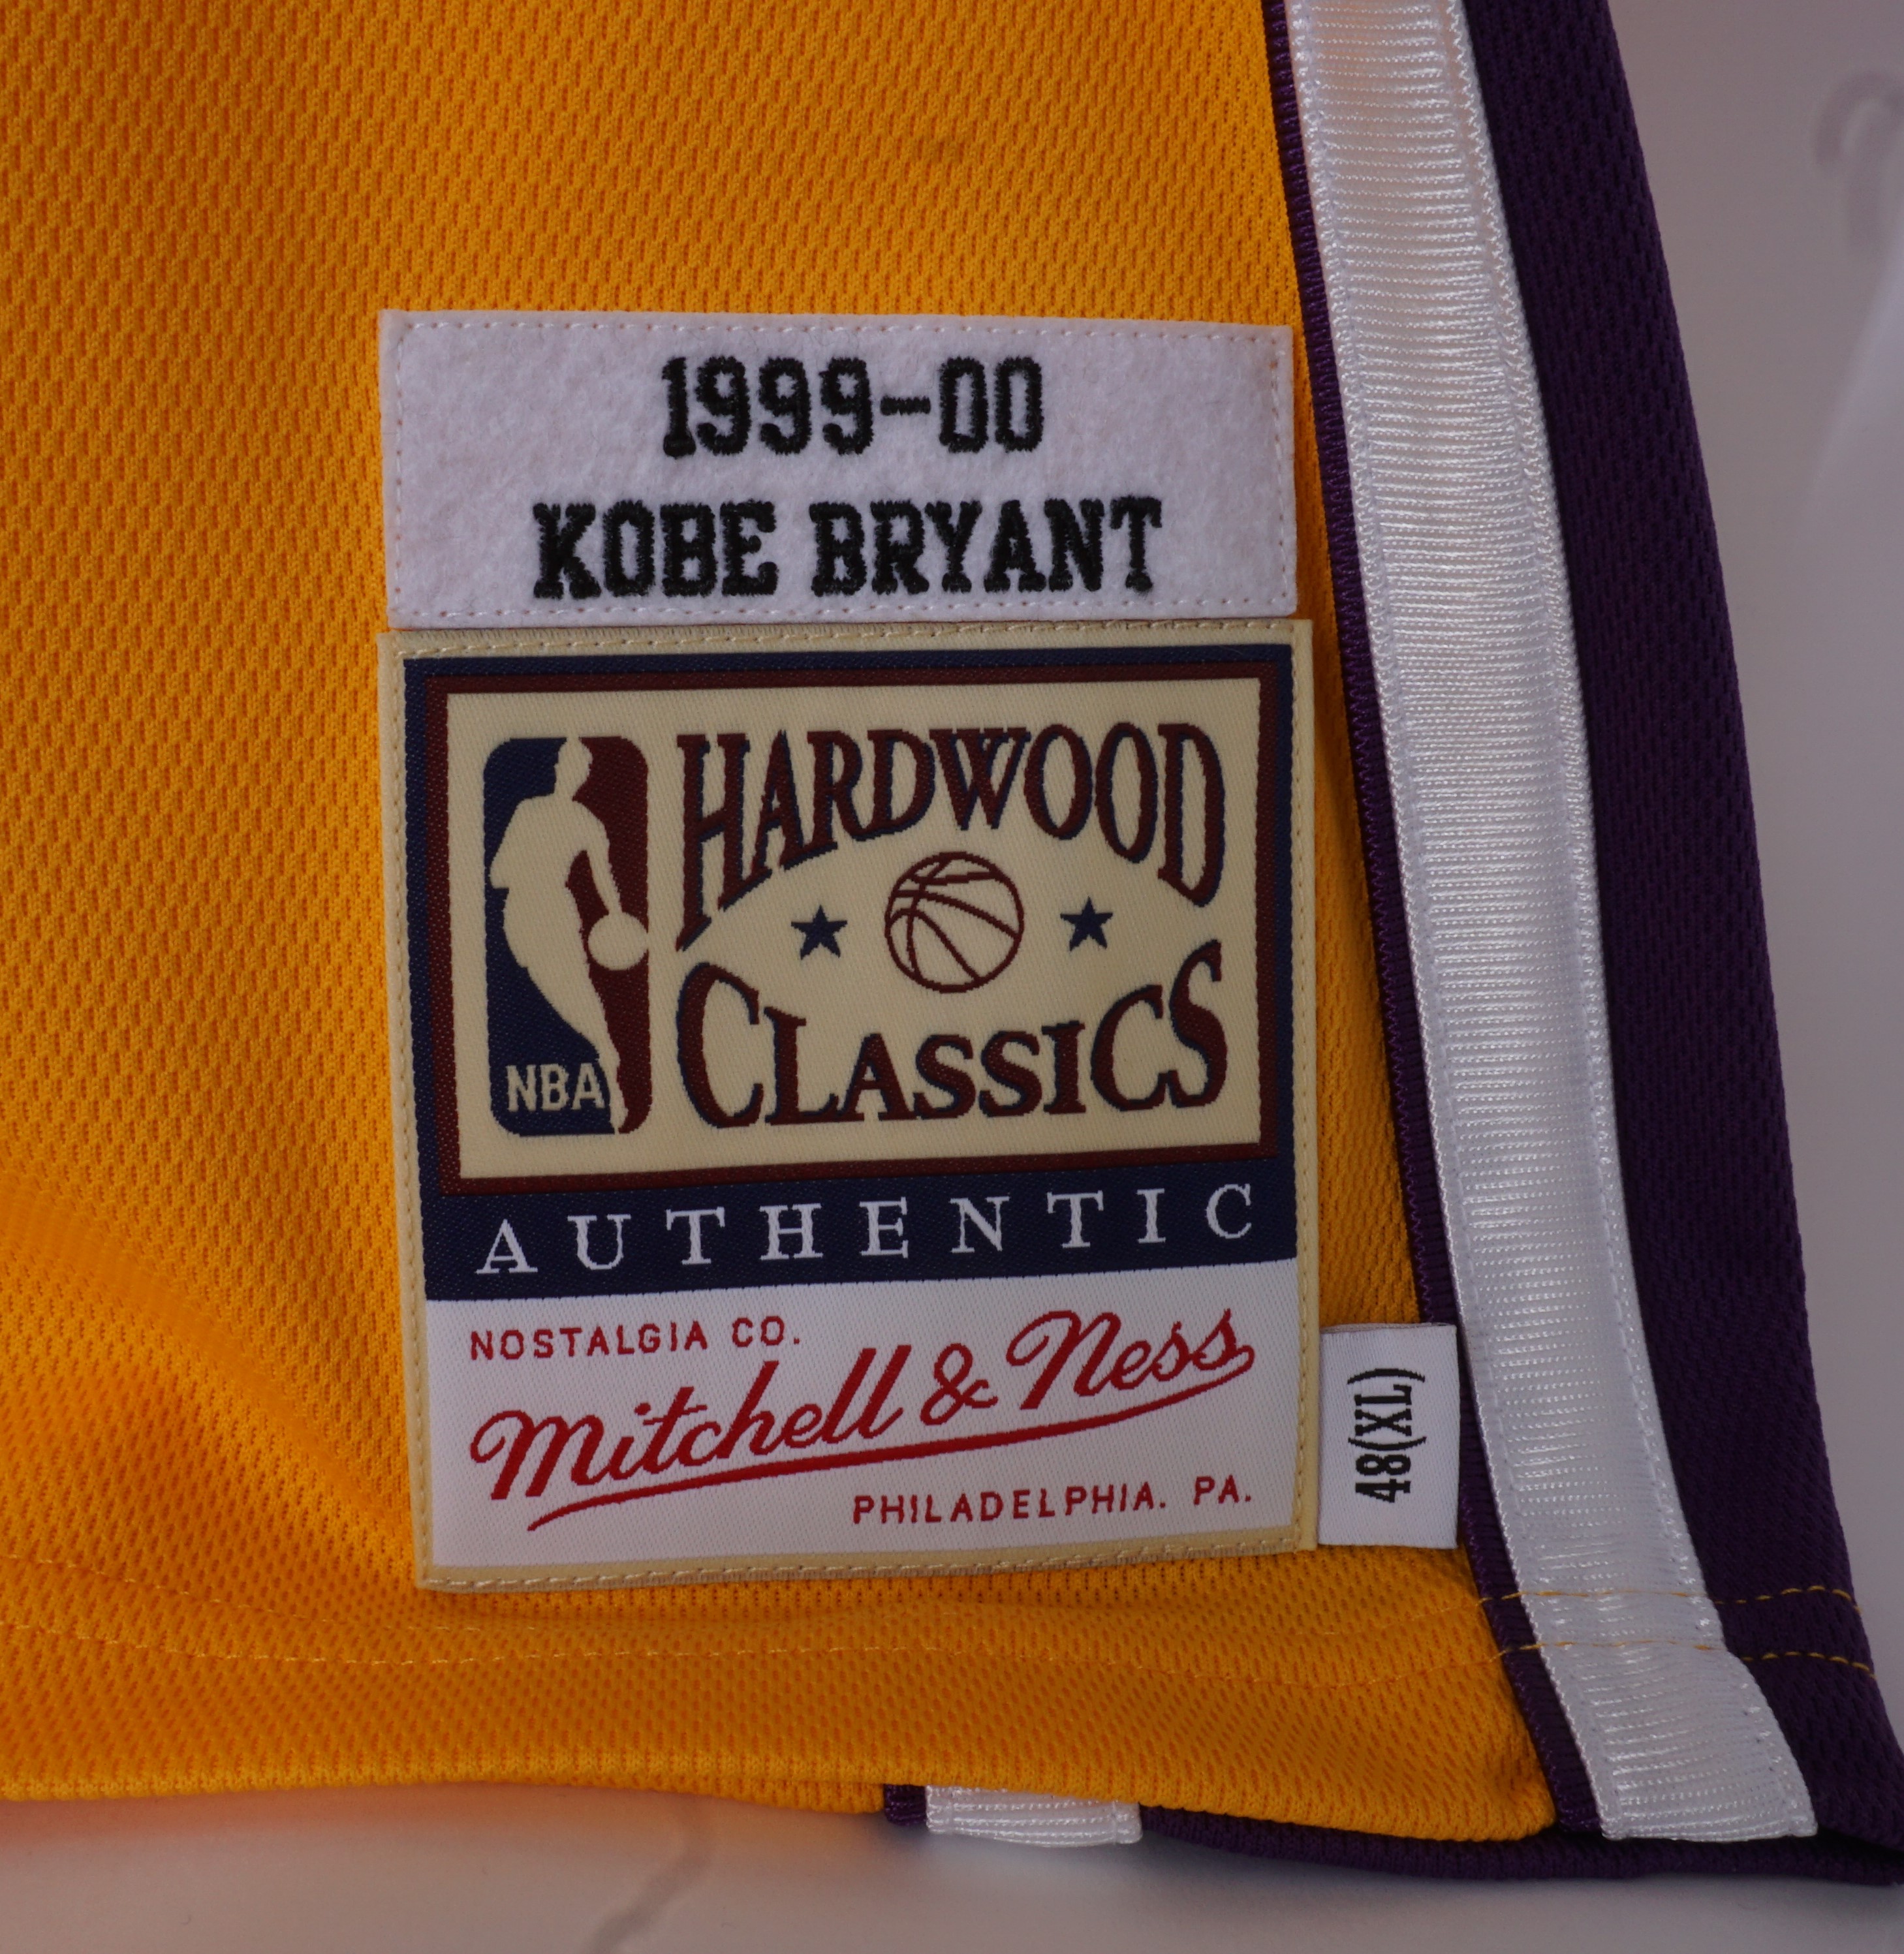 1999-00
KOBE BRYANT
HARDWOOD
CLASSICS
NBA
AUTHENTIC
NOSTALGIA CO.
Mitchell & Ness
PHILADELPHIA. PA.
48(XL)